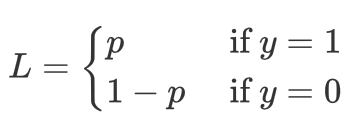 L = { p if y = 1
1 − p if y = 0